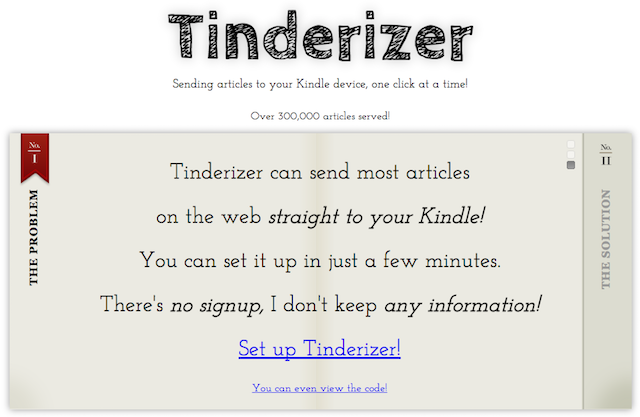 Tinderizer
Sending articles to your Kindle device, one click at a time!
Over 300,000 articles served!
No.
I
THE PROBLEM
Tinderizer can send most articles
on the web straight to your Kindle!
You can set it up in just a few minutes.
There's no signup, I don't keep any information!
Set up Tinderizer!
You can even view the code!
No.
II
THE SOLUTION